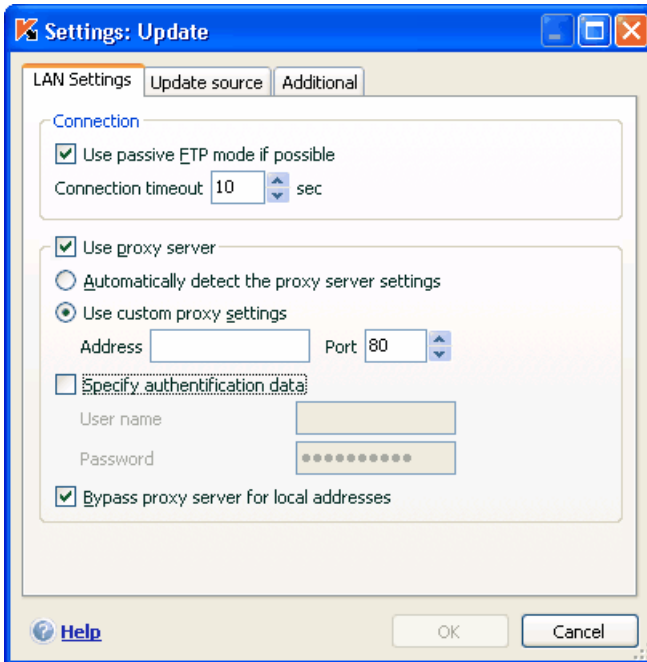 Settings: Update
LAN Settings Update source Additional
Connection
Use passive FTP mode if possible
Connection timeout 10 sec
Use proxy server
Automatically detect the proxy server settings
Use custom proxy settings
Address Port 80
Specify authentification data
User name
Password ●●●●●●●●●●
Bypass proxy server for local addresses
Help OK Cancel